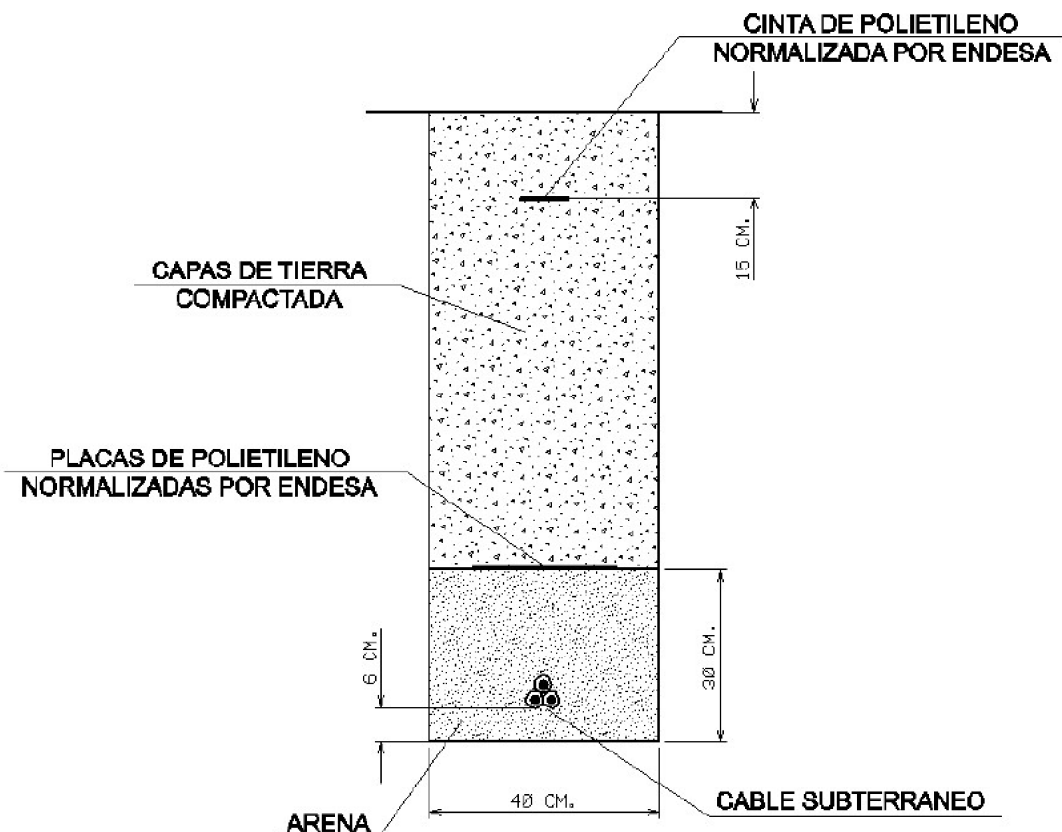 CINTA DE POLIETILENO
NORMALIZADA POR ENDESA
15 CM.
CAPAS DE TIERRA
COMPACTADA
PLACAS DE POLIETILENO
NORMALIZADAS POR ENDESA
6 CM.
30 CM.
40 CM.
CABLE SUBTERRANEO
ARENA